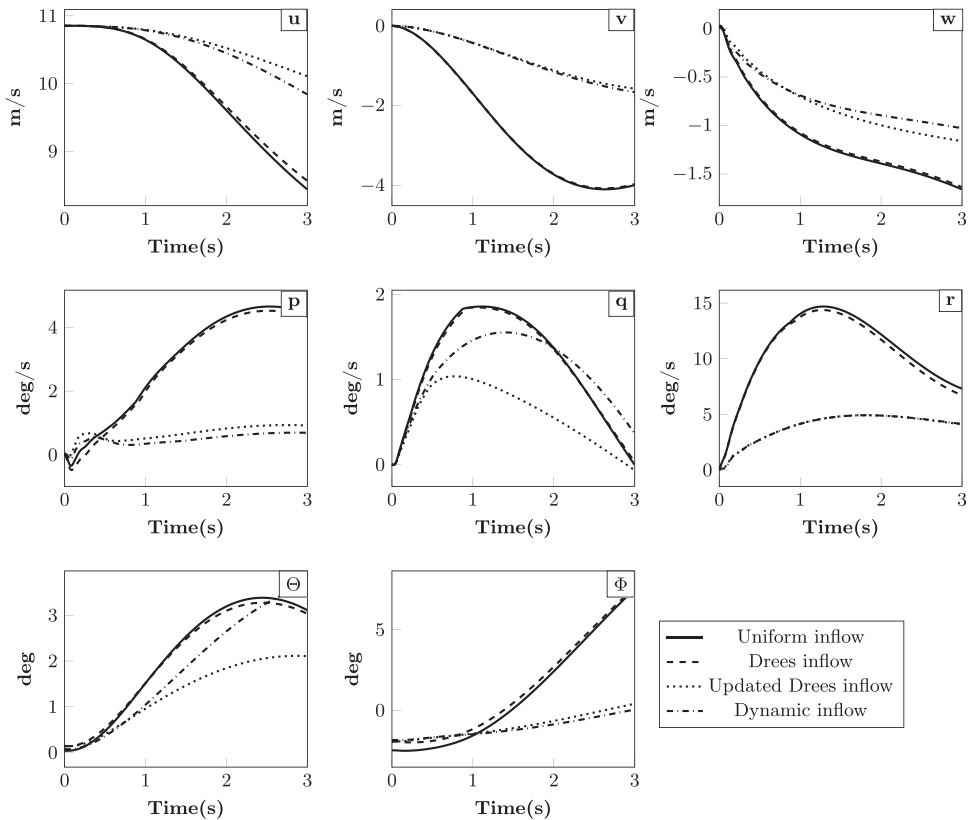 u
m/s
11
10
9
0 1 2 3
Time(s)
v
m/s
0
−2
−4
0 1 2 3
Time(s)
w
m/s
0
−0.5
−1
−1.5
0 1 2 3
Time(s)
p
deg/s
4
2
0
0 1 2 3
Time(s)
q
deg/s
2
1
0
0 1 2 3
Time(s)
r
deg/s
15
10
5
0
0 1 2 3
Time(s)
Θ
deg
3
2
1
0
0 1 2 3
Time(s)
Φ
deg
5
0
0 1 2 3
Time(s)
Uniform inflow
Drees inflow
Updated Drees inflow
Dynamic inflow